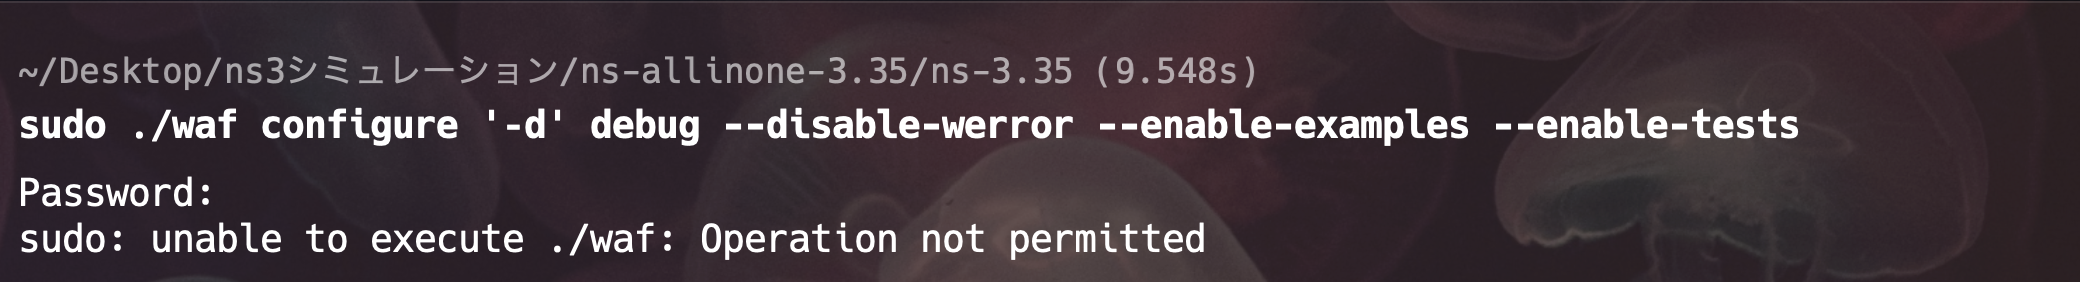 ~/Desktop/ns3シミュレーション/ns-allinone-3.35/ns-3.35 (9.548s)
sudo ./waf configure '-d' debug --disable-werror --enable-examples --enable-tests
Password:
sudo: unable to execute ./waf: Operation not permitted